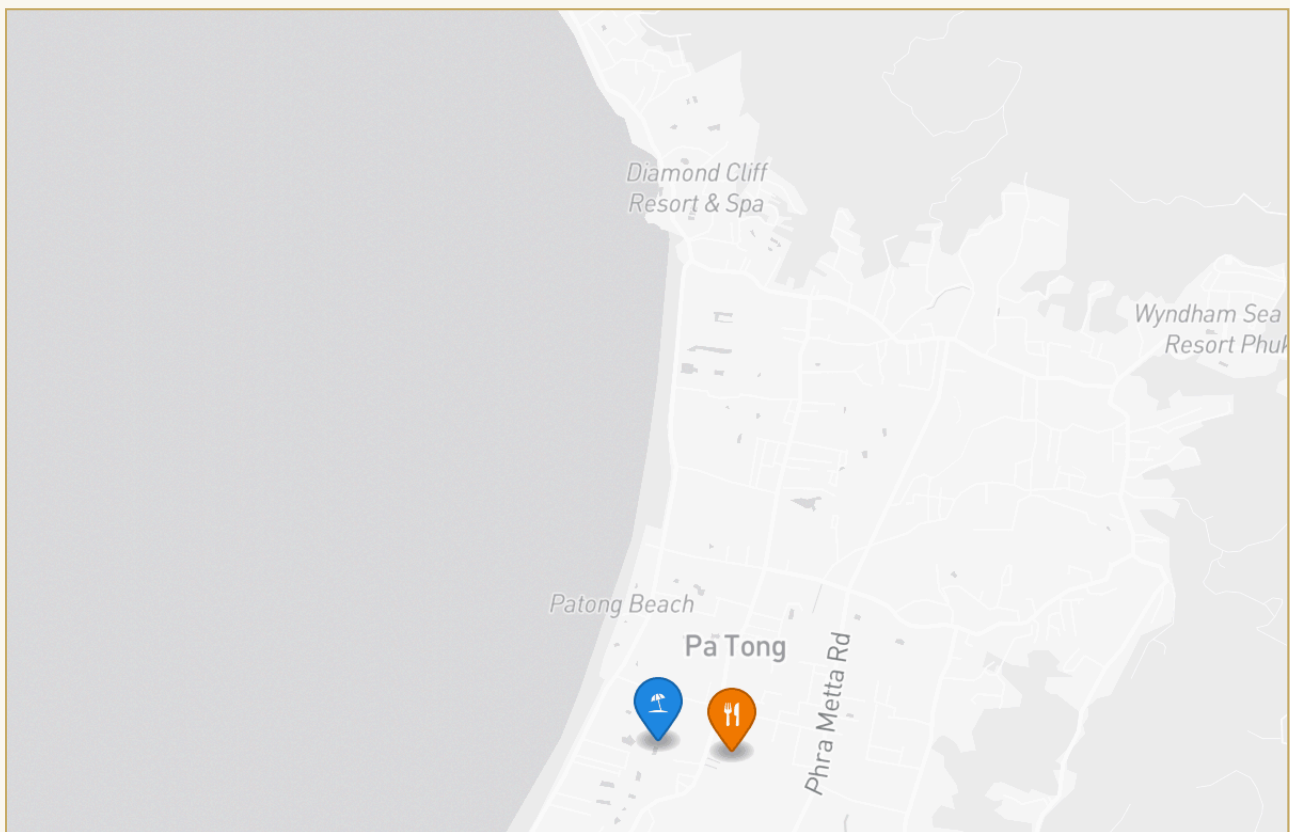 Diamond Cliff
Resort & Spa
Wyndham Sea
Resort Phuk
Patong Beach
Pa Tong
Phra Metta Rd